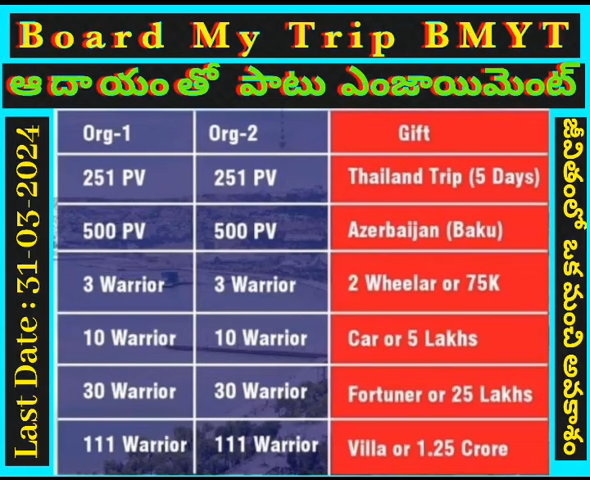 Board My Trip BMYT
ఆదాయంతో పాటు ఎంజాయిమెంట్
Last Date : 31-03-2024
Org-1 Org-2 Gift
251 PV 251 PV Thailand Trip (5 Days)
500 PV 500 PV Azerbaijan (Baku)
3 Warrior 3 Warrior 2 Wheelar or 75K
10 Warrior 10 Warrior Car or 5 Lakhs
30 Warrior 30 Warrior Fortuner or 25 Lakhs
111 Warrior 111 Warrior Villa or 1.25 Crore
జీవితంలో ఒక మంచి అవకాశం